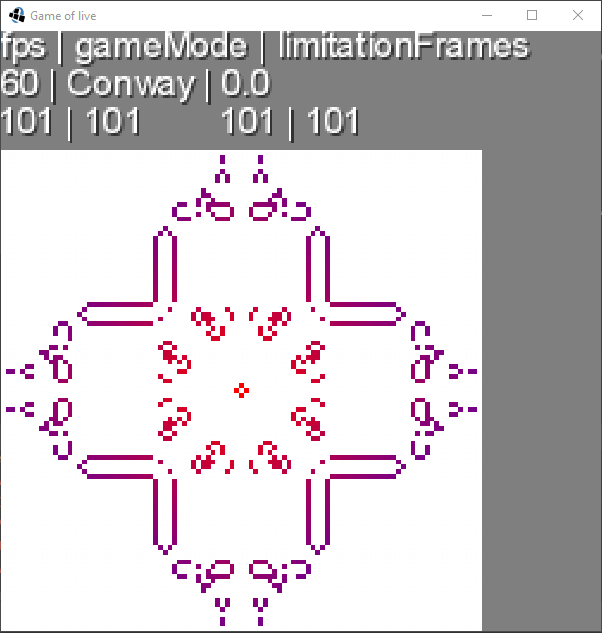 Game of live
fps | gameMode | limitationFrames
60 | Conway | 0.0
101 | 101 101 | 101